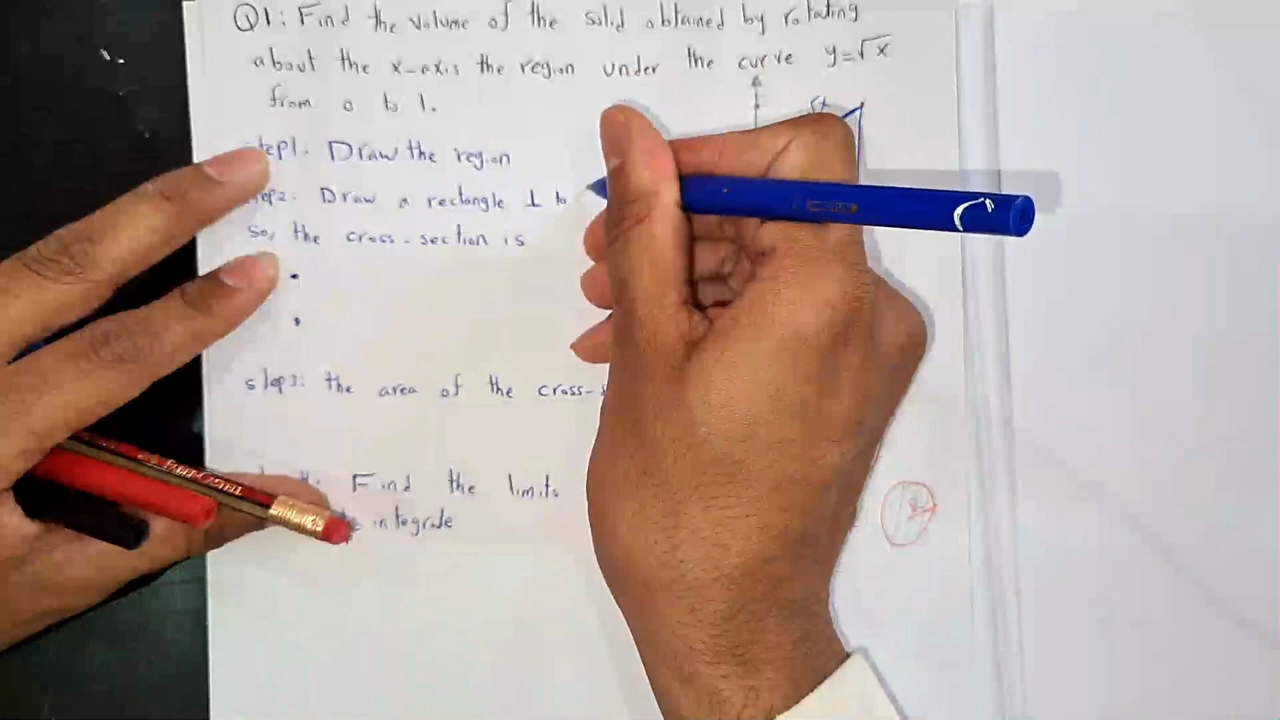 Q1: Find the volume of the solid obtained by rotating
about the x-axis the region under the curve y=√x
from 0 to 1.
step1: Draw the region
step2: Draw a rectangle ⊥ to
so, the cross-section is
step3: the area of the cross-
Find the limits
integrate
FABER-CASTELL